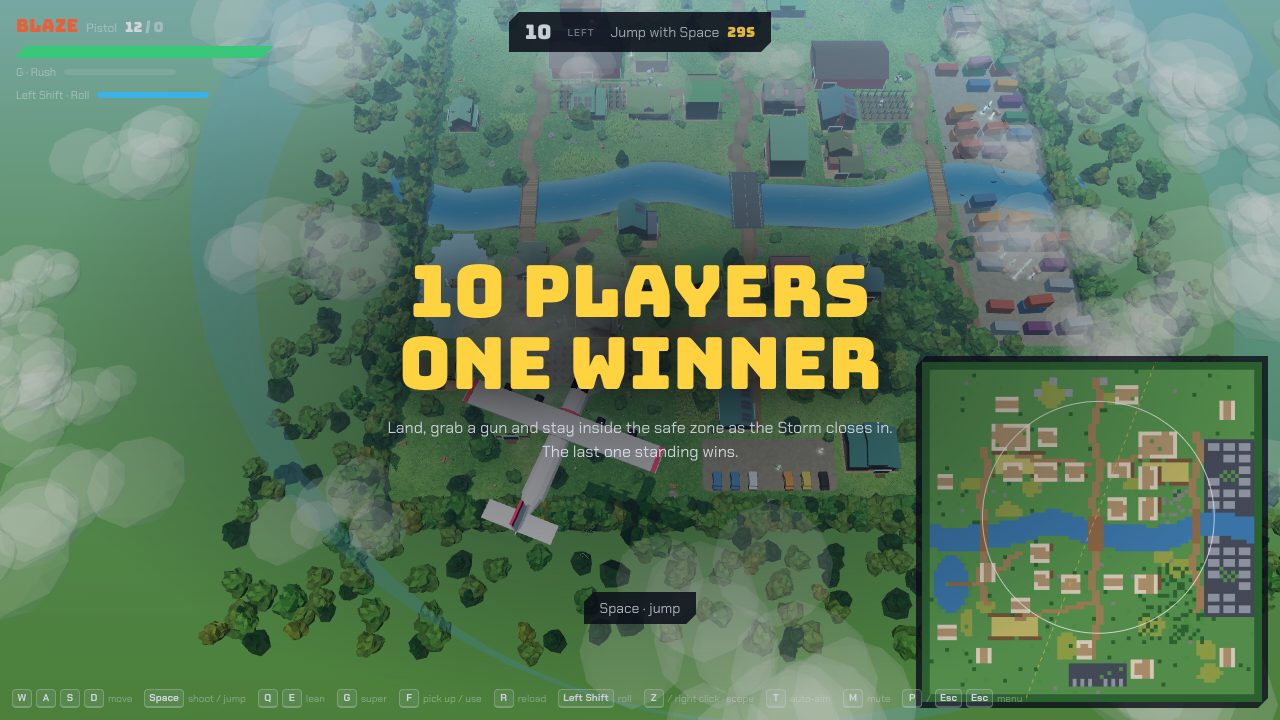 BLAZE Pistol 12 / 0
G · Rush
Left Shift · Roll
10 LEFT Jump with Space 29S
10 PLAYERS
ONE WINNER
Land, grab a gun and stay inside the safe zone as the Storm closes in.
The last one standing wins.
Space · jump
W A S D move Space shoot / jump Q E lean G super F pick up / use R reload Left Shift roll Z / right click · scope T auto-aim M mute P / Esc Esc menu